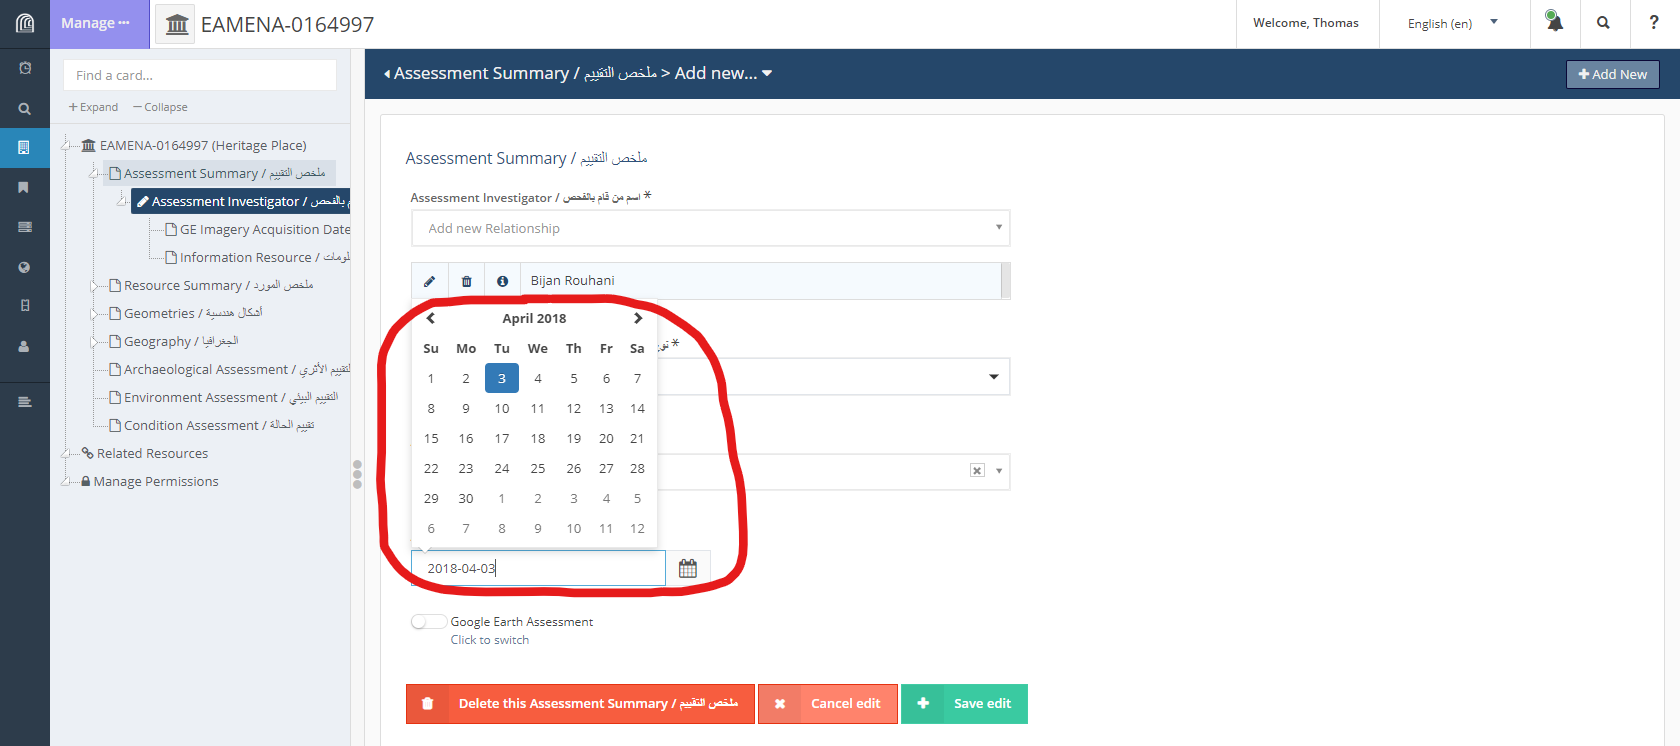 Manage
EAMENA-0164997
Welcome, Thomas
English (en)
?
Find a card...
+ Expand
− Collapse
EAMENA-0164997 (Heritage Place)
Assessment Summary / ملخص التقييم
Assessment Investigator / م بالفحص
GE Imagery Acquisition Date
Information Resource /
Resource Summary / ملخص المورد
Geometries / أشكال هندسية
Geography / الجغرافيا
Archaeological Assessment / التقييم الأثري
Environment Assessment / التقييم البيئي
Condition Assessment / تقييم الحالة
Related Resources
Manage Permissions
Assessment Summary / ملخص التقييم > Add new...
+ Add New
Assessment Summary / ملخص التقييم
Assessment Investigator / اسم من قام بالفحص *
Add new Relationship
Bijan Rouhani
April 2018
Su Mo Tu We Th Fr Sa
1 2 3 4 5 6 7
8 9 10 11 12 13 14
15 16 17 18 19 20 21
22 23 24 25 26 27 28
29 30 1 2 3 4 5
6 7 8 9 10 11 12
نوع *
2018-04-03
Google Earth Assessment
Click to switch
Delete this Assessment Summary / ملخص التقييم
Cancel edit
Save edit